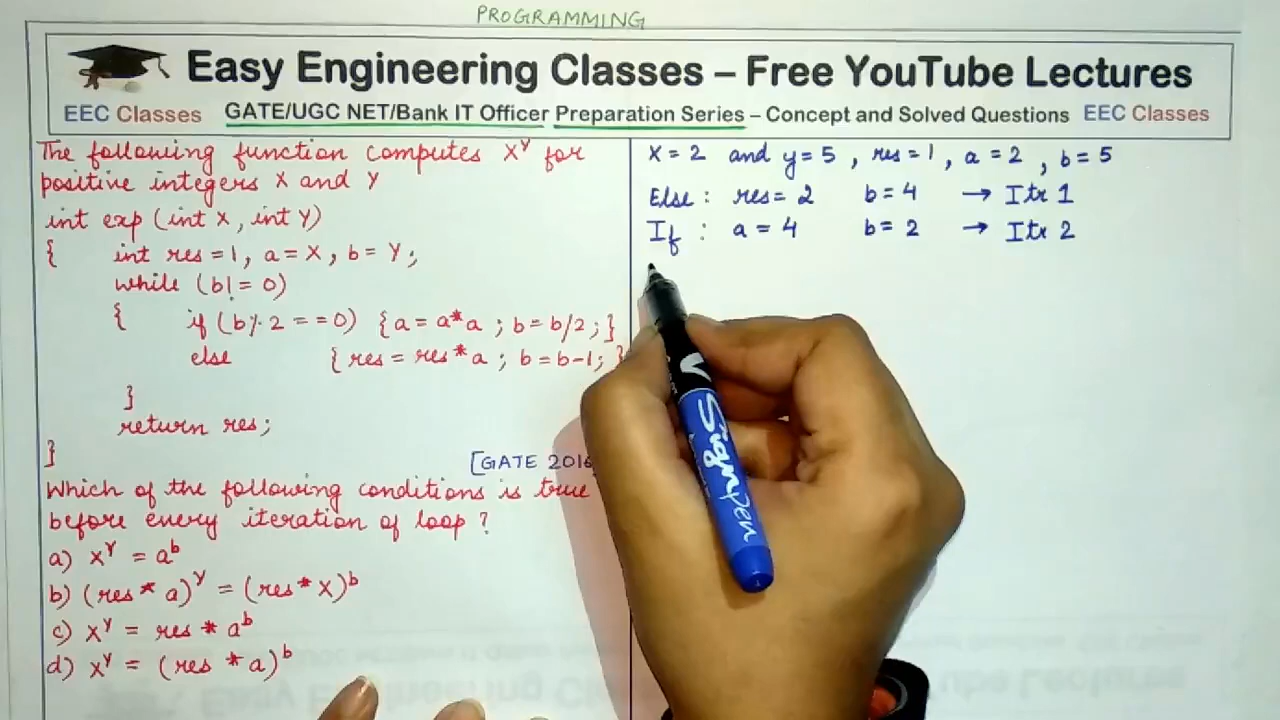 PROGRAMMING
Easy Engineering Classes – Free YouTube Lectures
EEC Classes GATE/UGC NET/Bank IT Officer Preparation Series – Concept and Solved Questions EEC Classes
The following function computes X^Y for
positive integers X and Y
int exp (int X, int Y)
{ int res = 1, a = X, b = Y;
while (b! = 0)
{ if (b % 2 == 0) {a = a*a ; b = b/2; }
else { res = res * a ; b = b-1; }
}
return res;
}
[GATE 2016
Which of the following conditions is true
before every iteration of loop ?
a) X^Y = a^b
b) (res * a)^Y = (res * X)^b
c) X^Y = res * a^b
d) X^Y = (res * a)^b
X = 2 and y = 5 , res = 1 , a = 2 , b = 5
Else : res = 2 b = 4 → Itr 1
If : a = 4 b = 2 → Itr 2
V Signpen